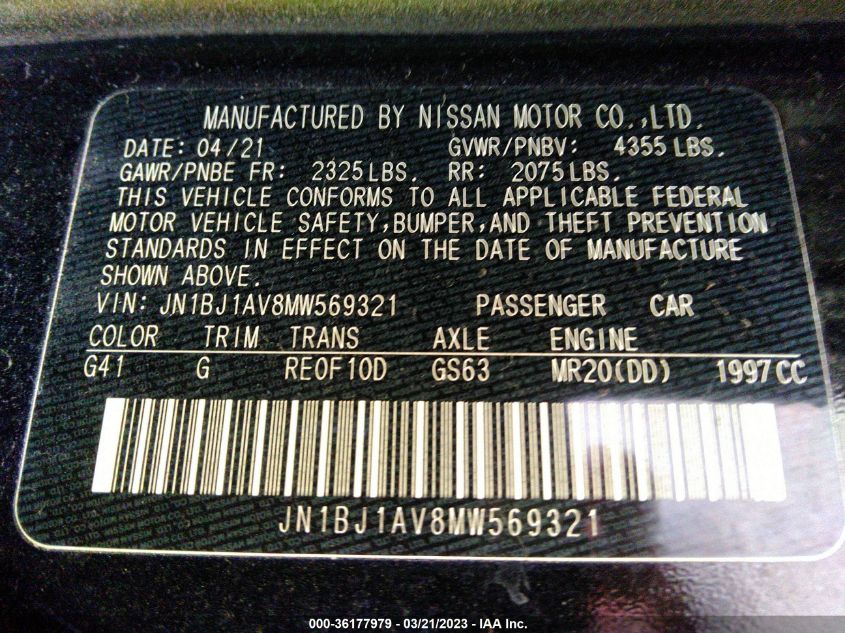 MANUFACTURED BY NISSAN MOTOR CO.,LTD.
DATE: 04/21 GVWR/PNBV: 4355 LBS.
GAWR/PNBE FR: 2325 LBS. RR: 2075 LBS.
THIS VEHICLE CONFORMS TO ALL APPLICABLE FEDERAL
MOTOR VEHICLE SAFETY,BUMPER,AND THEFT PREVENTION
STANDARDS IN EFFECT ON THE DATE OF MANUFACTURE
SHOWN ABOVE.
VIN: JN1BJ1AV8MW569321 PASSENGER CAR
COLOR TRIM TRANS AXLE ENGINE
G41 G RE0F10D GS63 MR20(DD) 1997CC
JN1BJ1AV8MW569321
000-36177979 / 03/21/2023 - IAA Inc.